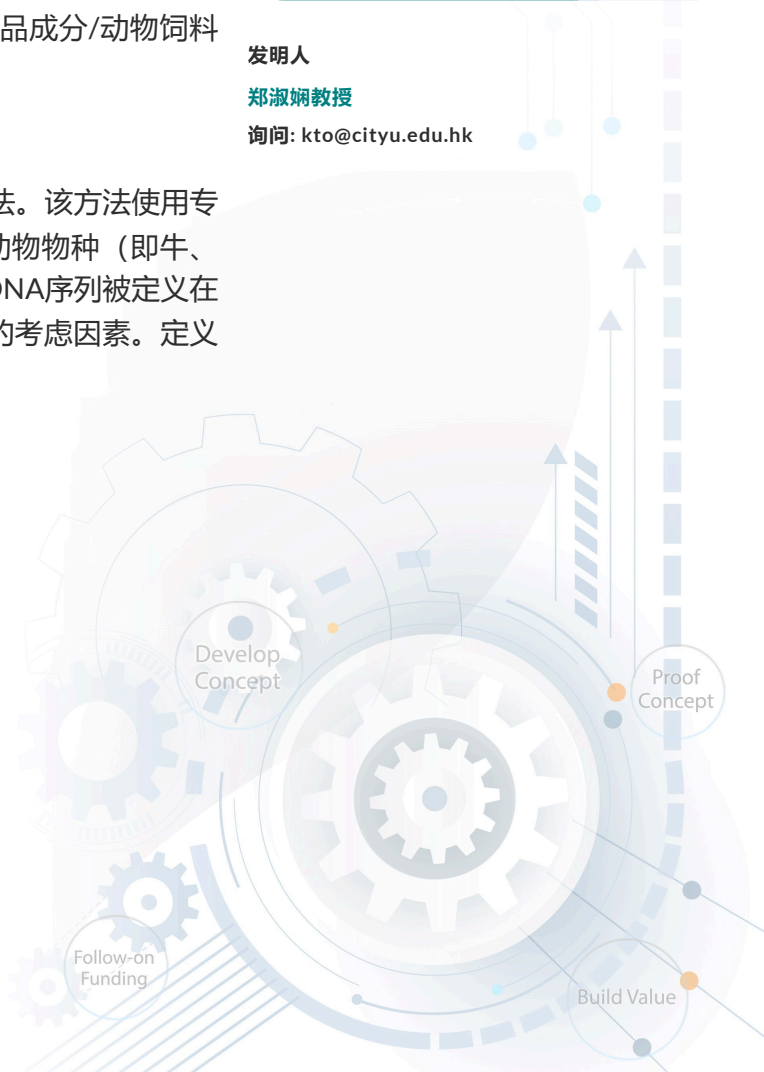 品成分/动物饲料
发明人
郑淑娴教授
询问: kto@cityu.edu.hk
法。该方法使用专
动物物种（即牛、
DNA序列被定义在
的考虑因素。定义
Develop
Concept
Proof
Concept
Follow-on
Funding
Build Value